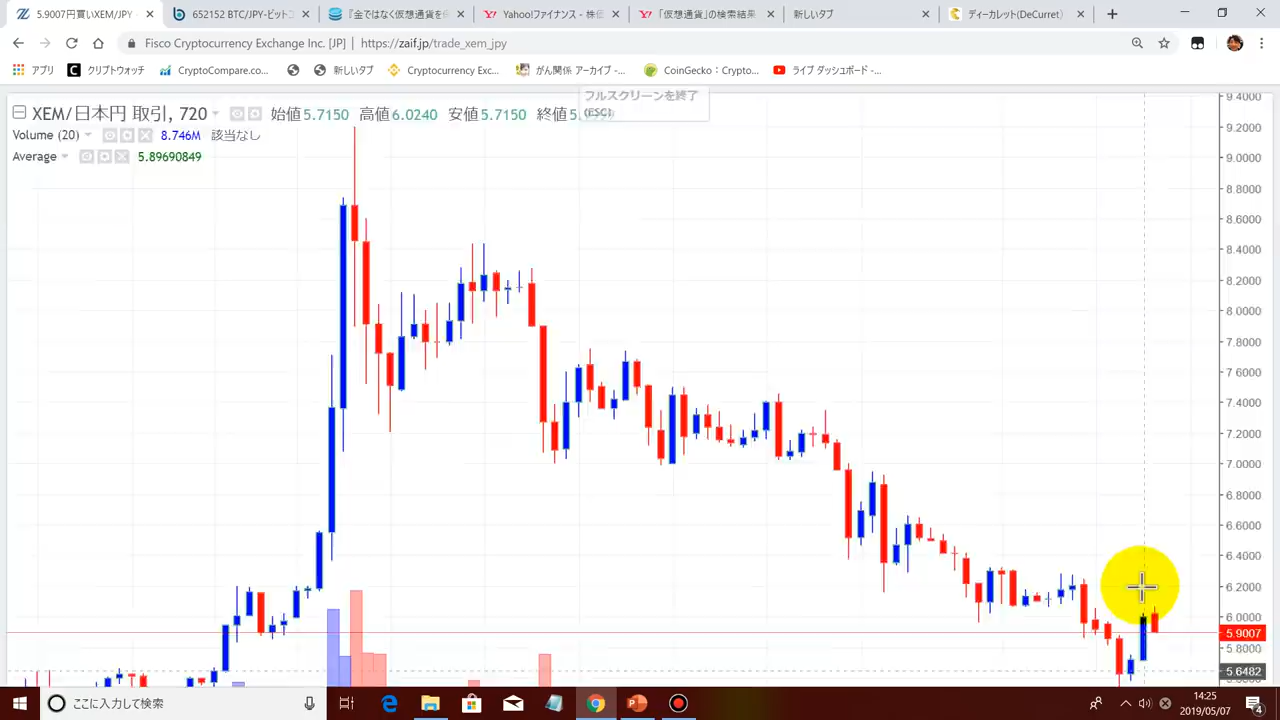 5.9007円買いXEM/JPY -
652152 BTC/JPY-ビットコ
『金ではなく仮想通貨を
Yahoo!ファイナンス - 株価
「仮想通貨」の検索結果
新しいタブ
ディーカレット(DeCurret)
Fisco Cryptocurrency Exchange Inc. [JP] | https://zaif.jp/trade_xem_jpy
アプリ
クリプトウォッチ
CryptoCompare.co...
新しいタブ
Cryptocurrency Exc...
がん関係 アーカイブ -...
CoinGecko：Crypto...
ライブ ダッシュボード -...
フルスクリーンを終了
(ESC)
XEM/日本円 取引, 720
始値5.7150 高値6.0240 安値5.7150 終値
Volume (20) 8.746M 該当なし
Average 5.89690849
9.4000
9.2000
9.0000
8.8000
8.6000
8.4000
8.2000
8.0000
7.8000
7.6000
7.4000
7.2000
7.0000
6.8000
6.6000
6.4000
6.2000
6.0000
5.9007
5.8000
5.6482
ここに入力して検索
14:25
2019/05/07
4